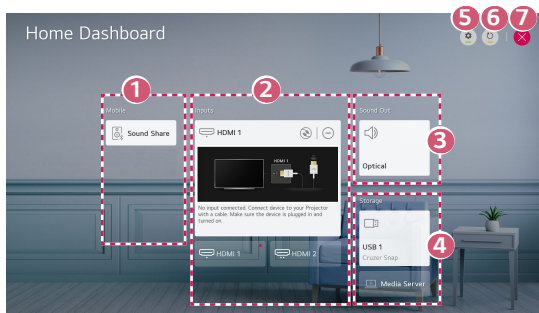 Home Dashboard
5 6 7
1
2
Mobile
Inputs
Sound Out
Sound Share
HDMI 1
HDMI 1
No input connected. Connect device to your Projector
with a cable. Make sure the device is plugged in and
turned on.
HDMI 1
HDMI 2
3
Optical
Storage
4
USB 1
Cruzer Snap
Media Server